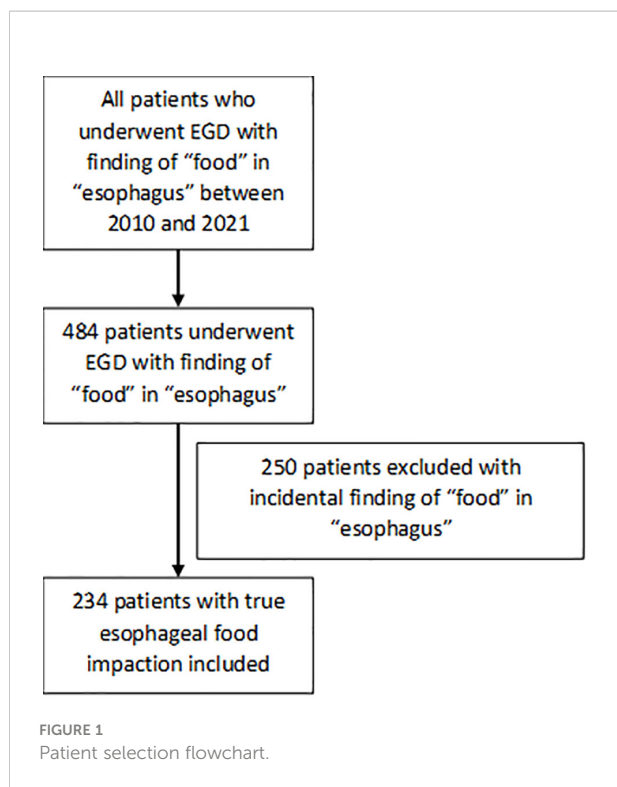 All patients who
underwent EGD with
finding of “food” in
“esophagus” between
2010 and 2021
484 patients underwent
EGD with finding of
“food” in “esophagus”
250 patients excluded with
incidental finding of “food” in
“esophagus”
234 patients with true
esophageal food
impaction included
FIGURE 1
Patient selection flowchart.